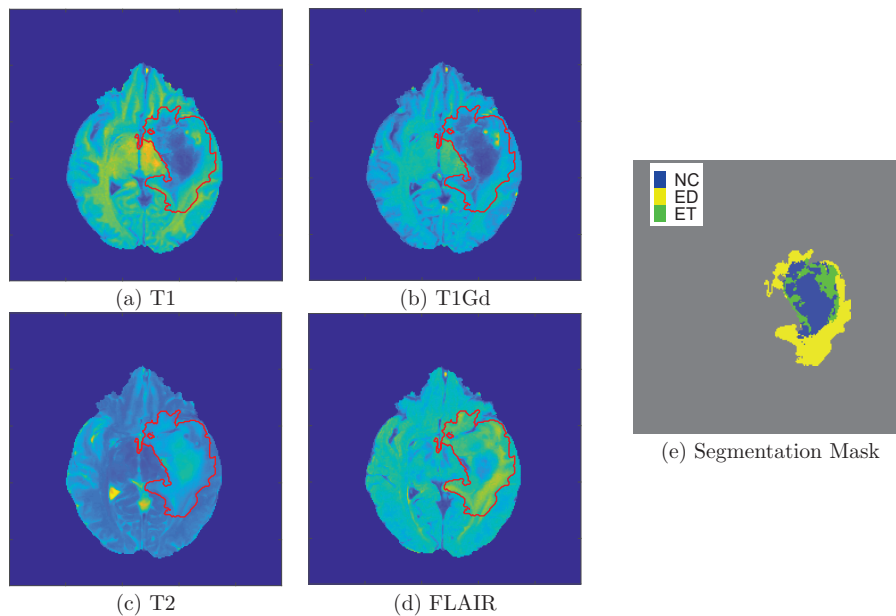 (a) T1
(b) T1Gd
NC
ED
ET
(e) Segmentation Mask
(c) T2
(d) FLAIR